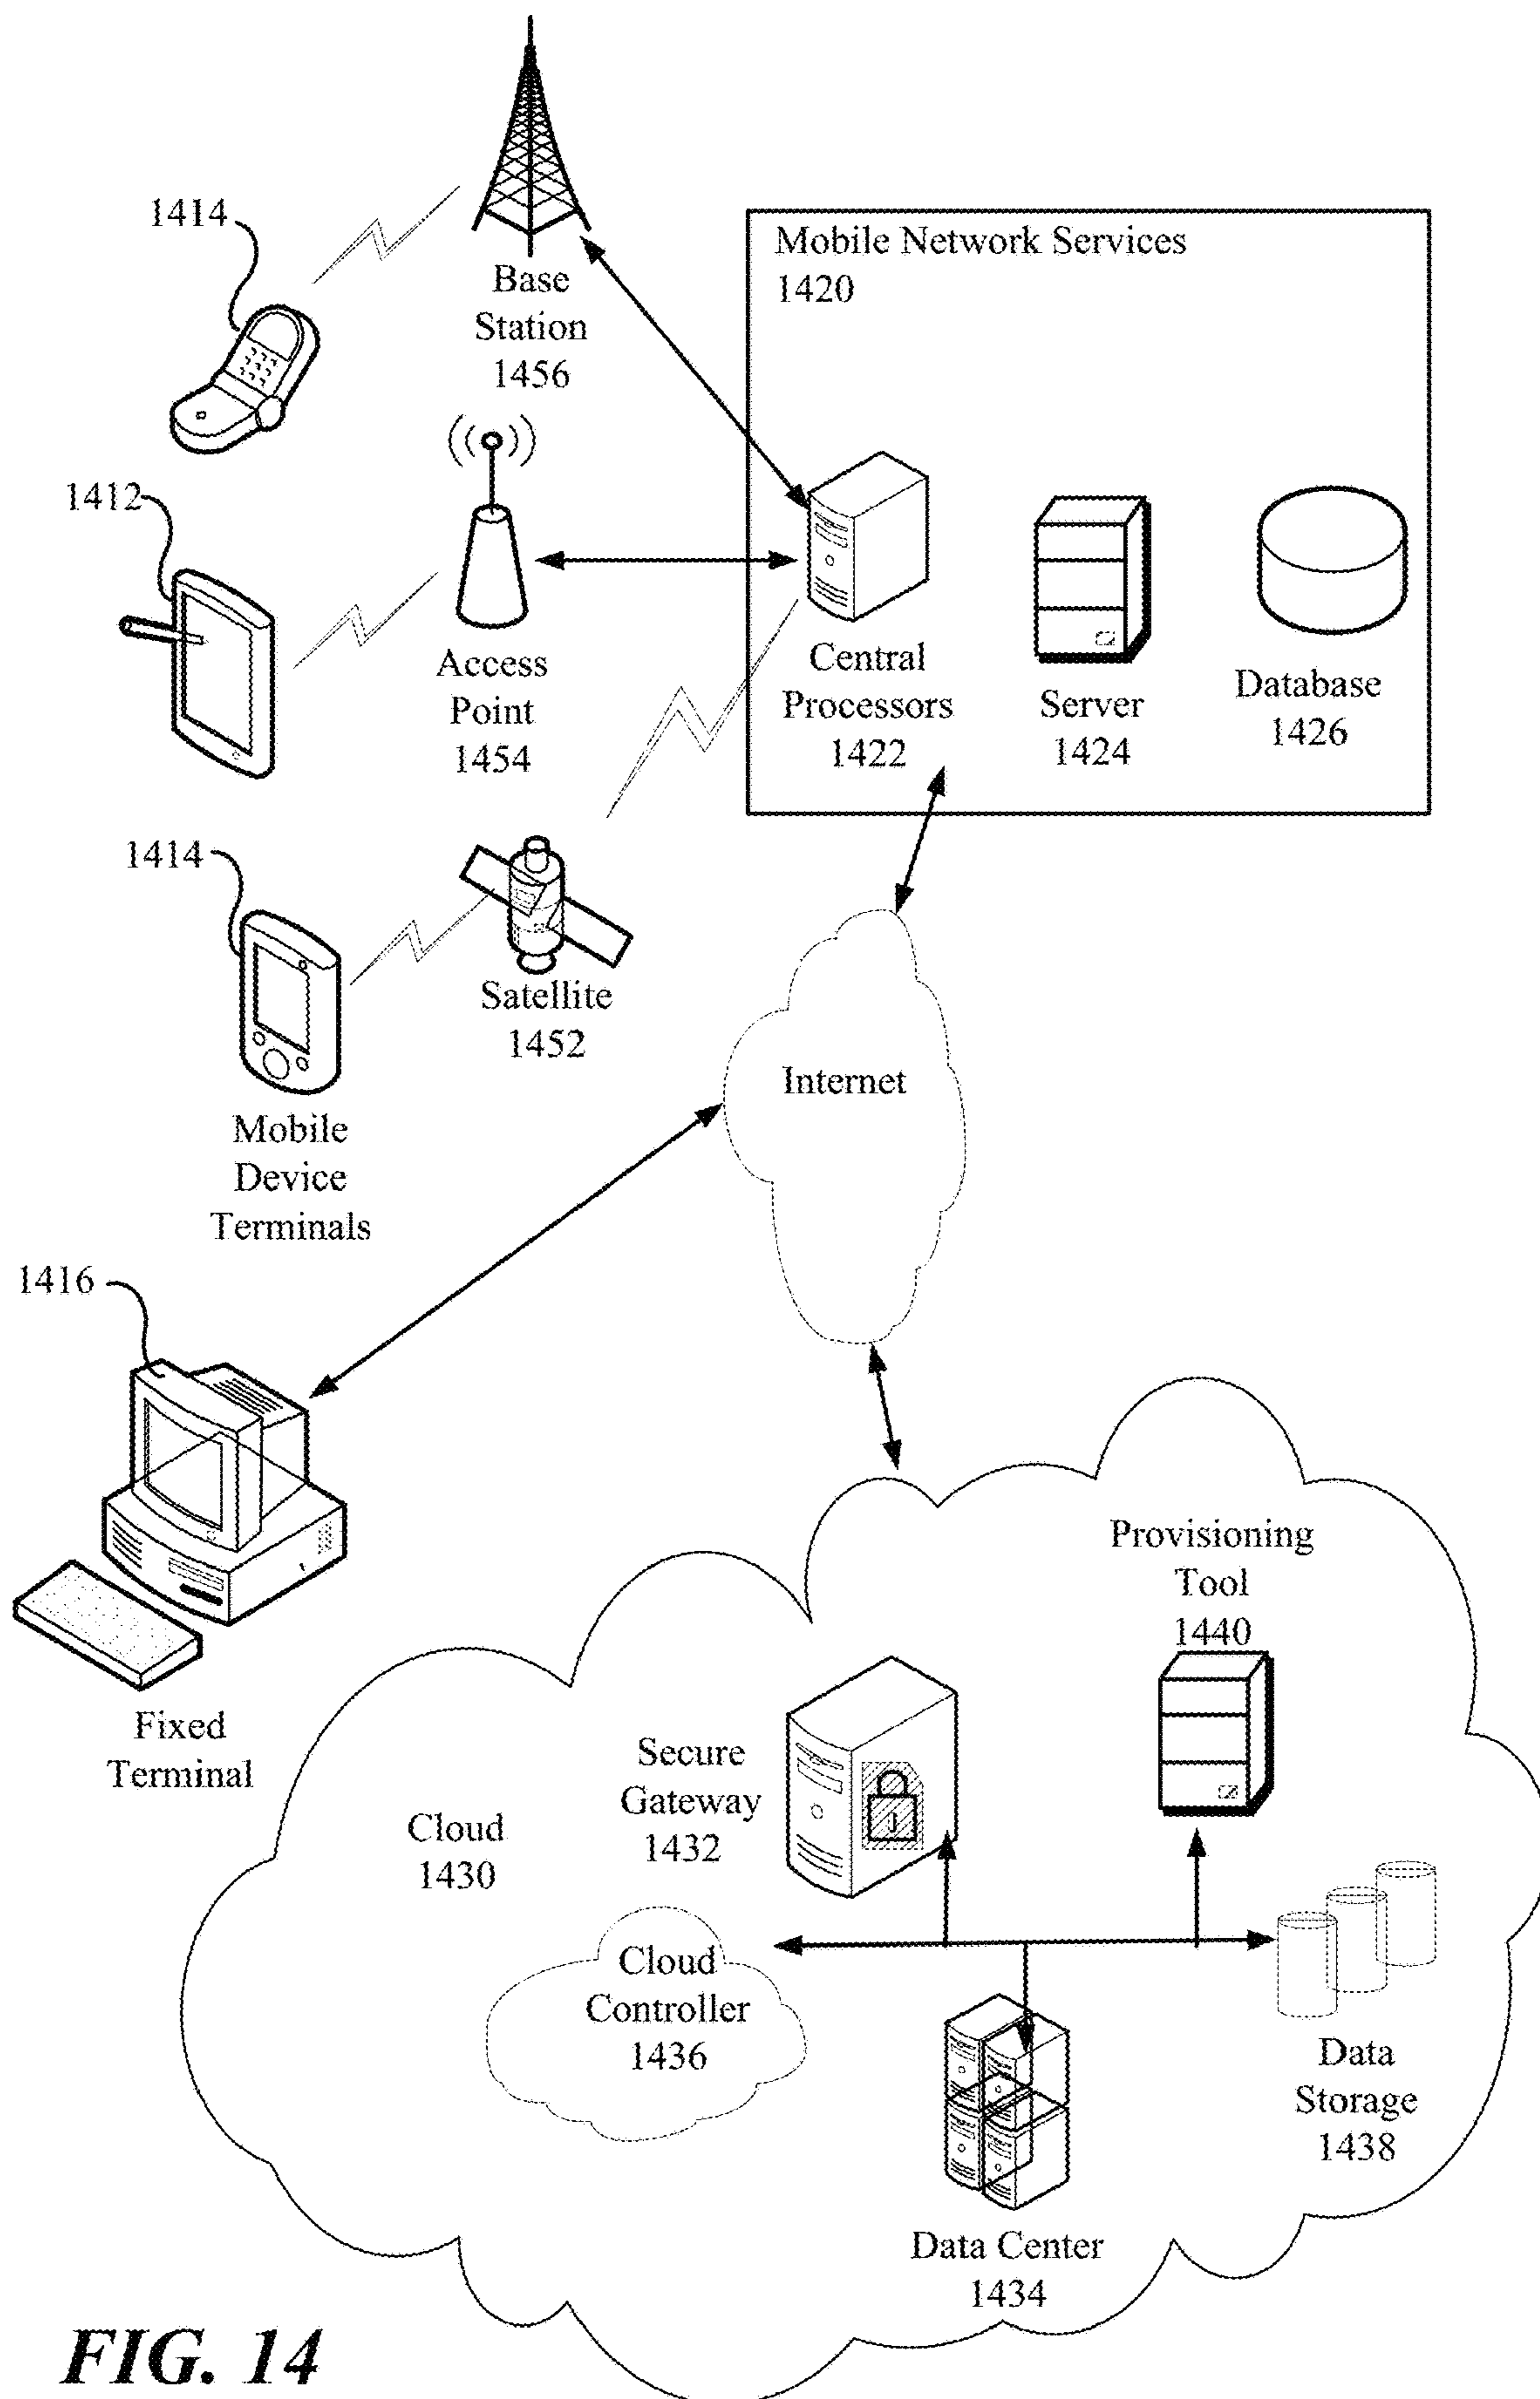 1414
Base
Station
1456
Mobile Network Services
1420
1412
Access
Point
1454
Central
Processors
1422
Server
1424
Database
1426
1414
Satellite
1452
Mobile
Device
Terminals
Internet
1416
Fixed
Terminal
Provisioning
Tool
1440
Secure
Gateway
1432
Cloud
1430
Cloud
Controller
1436
Data
Storage
1438
Data Center
1434
FIG. 14